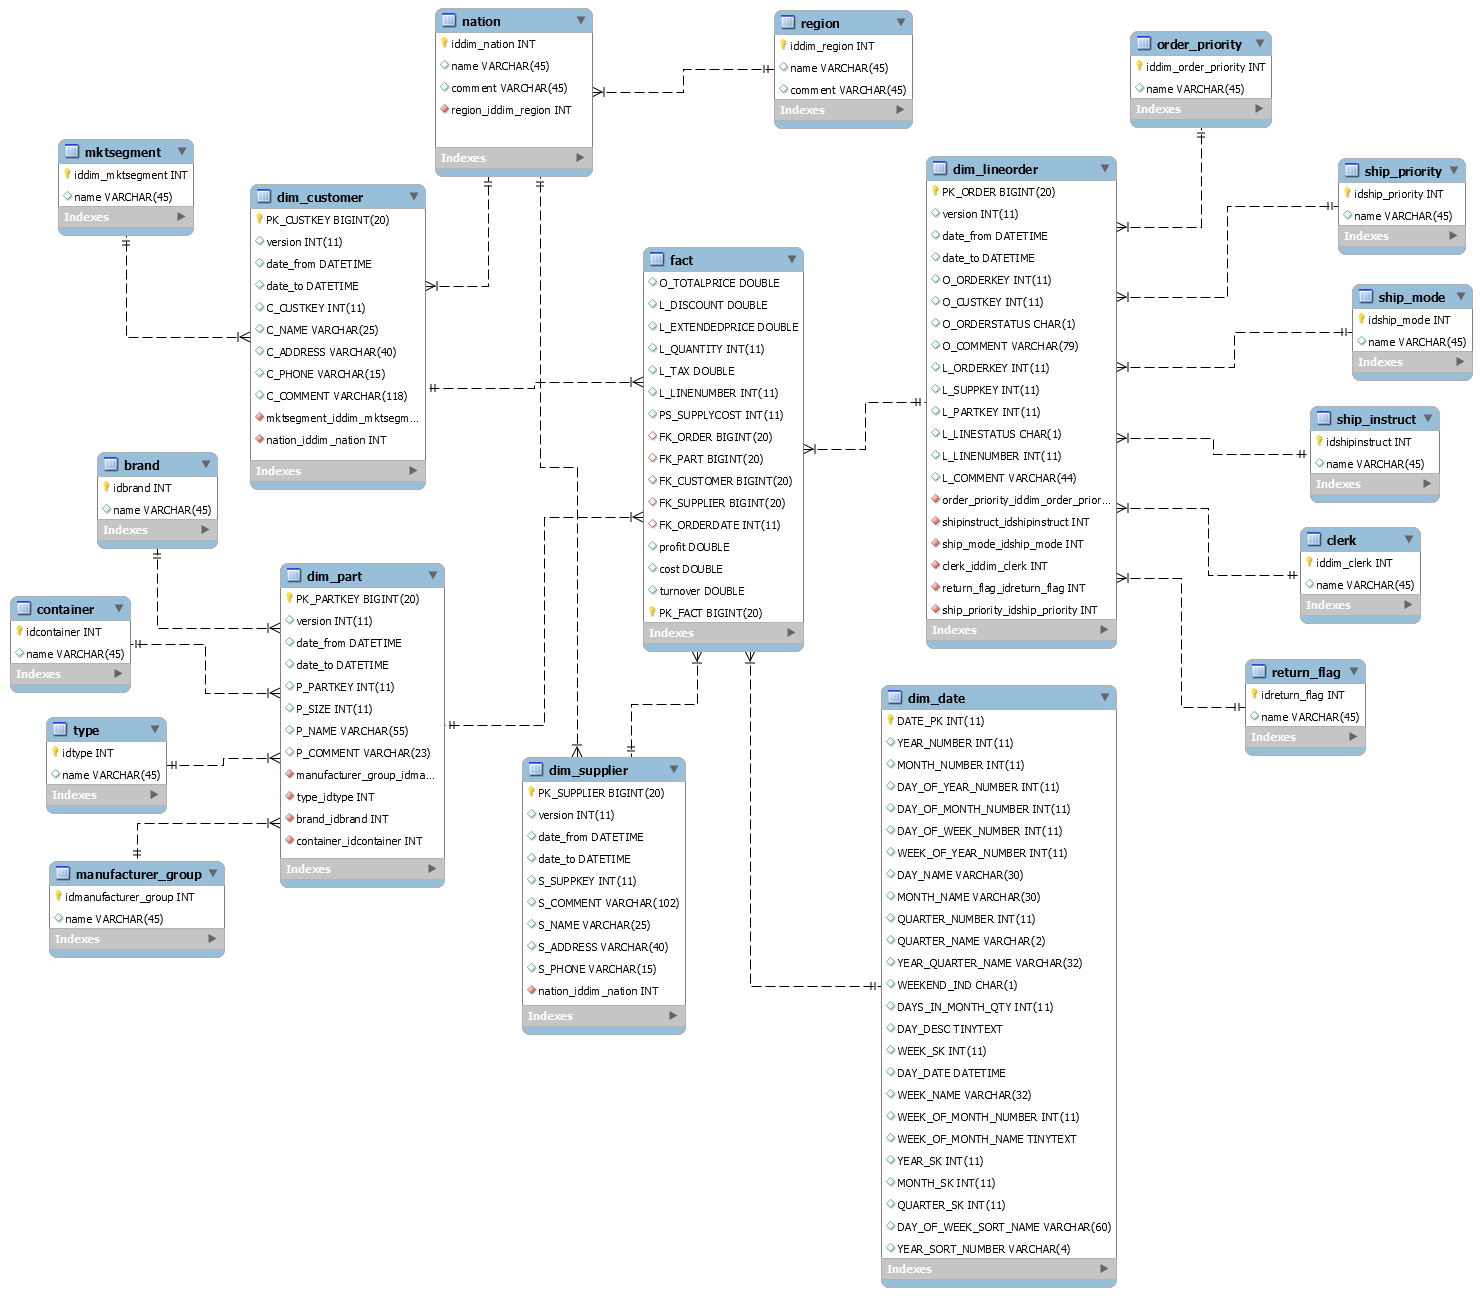 nation
iddim_nation INT
name VARCHAR(45)
comment VARCHAR(45)
region_iddim_region INT
Indexes
region
iddim_region INT
name VARCHAR(45)
comment VARCHAR(45)
Indexes
order_priority
iddim_order_priority INT
name VARCHAR(45)
Indexes
mktsegment
iddim_mktsegment INT
name VARCHAR(45)
Indexes
dim_customer
PK_CUSTKEY BIGINT(20)
version INT(11)
date_from DATETIME
date_to DATETIME
C_CUSTKEY INT(11)
C_NAME VARCHAR(25)
C_ADDRESS VARCHAR(40)
C_PHONE VARCHAR(15)
C_COMMENT VARCHAR(118)
mktsegment_iddim_mktsegm...
nation_iddim_nation INT
Indexes
fact
O_TOTALPRICE DOUBLE
L_DISCOUNT DOUBLE
L_EXTENDEDPRICE DOUBLE
L_QUANTITY INT(11)
L_TAX DOUBLE
L_LINENUMBER INT(11)
PS_SUPPLYCOST INT(11)
FK_ORDER BIGINT(20)
FK_PART BIGINT(20)
FK_CUSTOMER BIGINT(20)
FK_SUPPLIER BIGINT(20)
FK_ORDERDATE INT(11)
profit DOUBLE
cost DOUBLE
turnover DOUBLE
PK_FACT BIGINT(20)
Indexes
dim_lineorder
PK_ORDER BIGINT(20)
version INT(11)
date_from DATETIME
date_to DATETIME
O_ORDERKEY INT(11)
O_CUSTKEY INT(11)
O_ORDERSTATUS CHAR(1)
O_COMMENT VARCHAR(79)
L_ORDERKEY INT(11)
L_SUPPKEY INT(11)
L_PARTKEY INT(11)
L_LINESTATUS CHAR(1)
L_LINENUMBER INT(11)
L_COMMENT VARCHAR(44)
order_priority_iddim_order_prior...
shipinstruct_idshipinstruct INT
ship_mode_idship_mode INT
clerk_iddim_clerk INT
return_flag_idreturn_flag INT
ship_priority_idship_priority INT
Indexes
ship_priority
idship_priority INT
name VARCHAR(45)
Indexes
ship_mode
idship_mode INT
name VARCHAR(45)
Indexes
ship_instruct
idshipinstruct INT
name VARCHAR(45)
Indexes
clerk
iddim_clerk INT
name VARCHAR(45)
Indexes
return_flag
idreturn_flag INT
name VARCHAR(45)
Indexes
brand
idbrand INT
name VARCHAR(45)
Indexes
container
idcontainer INT
name VARCHAR(45)
Indexes
type
idtype INT
name VARCHAR(45)
Indexes
manufacturer_group
idmanufacturer_group INT
name VARCHAR(45)
Indexes
dim_part
PK_PARTKEY BIGINT(20)
version INT(11)
date_from DATETIME
date_to DATETIME
P_PARTKEY INT(11)
P_SIZE INT(11)
P_NAME VARCHAR(55)
P_COMMENT VARCHAR(23)
manufacturer_group_idma...
type_idtype INT
brand_idbrand INT
container_idcontainer INT
Indexes
dim_supplier
PK_SUPPLIER BIGINT(20)
version INT(11)
date_from DATETIME
date_to DATETIME
S_SUPPKEY INT(11)
S_COMMENT VARCHAR(102)
S_NAME VARCHAR(25)
S_ADDRESS VARCHAR(40)
S_PHONE VARCHAR(15)
nation_iddim_nation INT
Indexes
dim_date
DATE_PK INT(11)
YEAR_NUMBER INT(11)
MONTH_NUMBER INT(11)
DAY_OF_YEAR_NUMBER INT(11)
DAY_OF_MONTH_NUMBER INT(11)
DAY_OF_WEEK_NUMBER INT(11)
WEEK_OF_YEAR_NUMBER INT(11)
DAY_NAME VARCHAR(30)
MONTH_NAME VARCHAR(30)
QUARTER_NUMBER INT(11)
QUARTER_NAME VARCHAR(2)
YEAR_QUARTER_NAME VARCHAR(32)
WEEKEND_IND CHAR(1)
DAYS_IN_MONTH_QTY INT(11)
DAY_DESC TINYTEXT
WEEK_SK INT(11)
DAY_DATE DATETIME
WEEK_NAME VARCHAR(32)
WEEK_OF_MONTH_NUMBER INT(11)
WEEK_OF_MONTH_NAME TINYTEXT
YEAR_SK INT(11)
MONTH_SK INT(11)
QUARTER_SK INT(11)
DAY_OF_WEEK_SORT_NAME VARCHAR(60)
YEAR_SORT_NUMBER VARCHAR(4)
Indexes